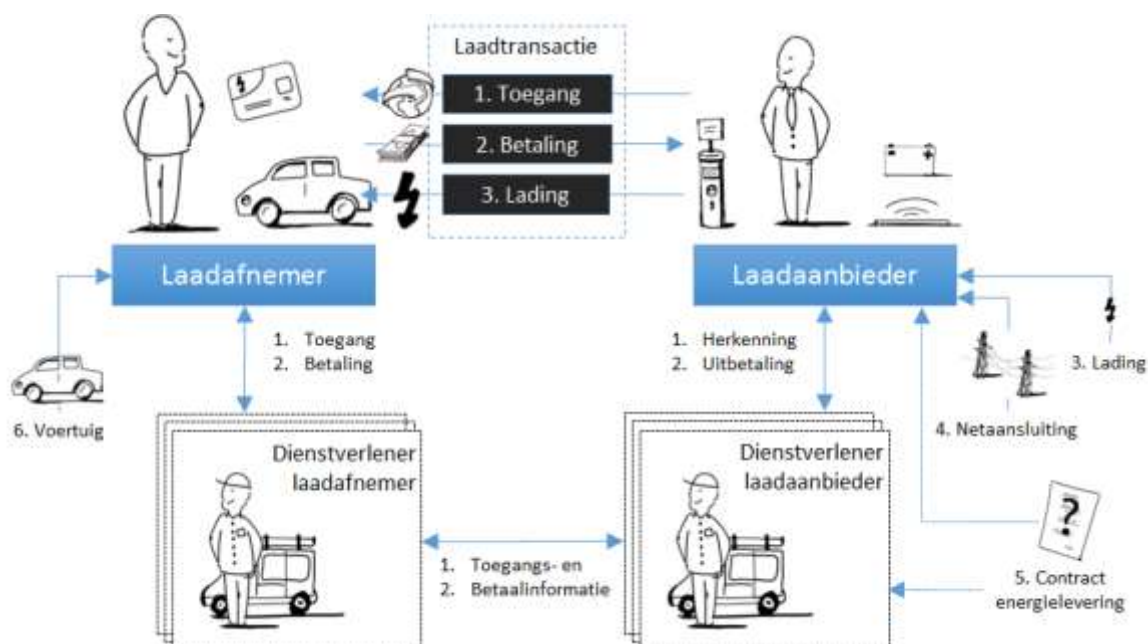 Laadtransactie
1. Toegang
2. Betaling
3. Lading
Laadafnemer
Laadaanbieder
1. Toegang
2. Betaling
1. Herkenning
2. Uitbetaling
3. Lading
6. Voertuig
4. Netaansluiting
Dienstverlener
laadafnemer
Dienstverlener
laadaanbieder
1. Toegangs- en
2. Betaalinformatie
?
5. Contract
energielevering